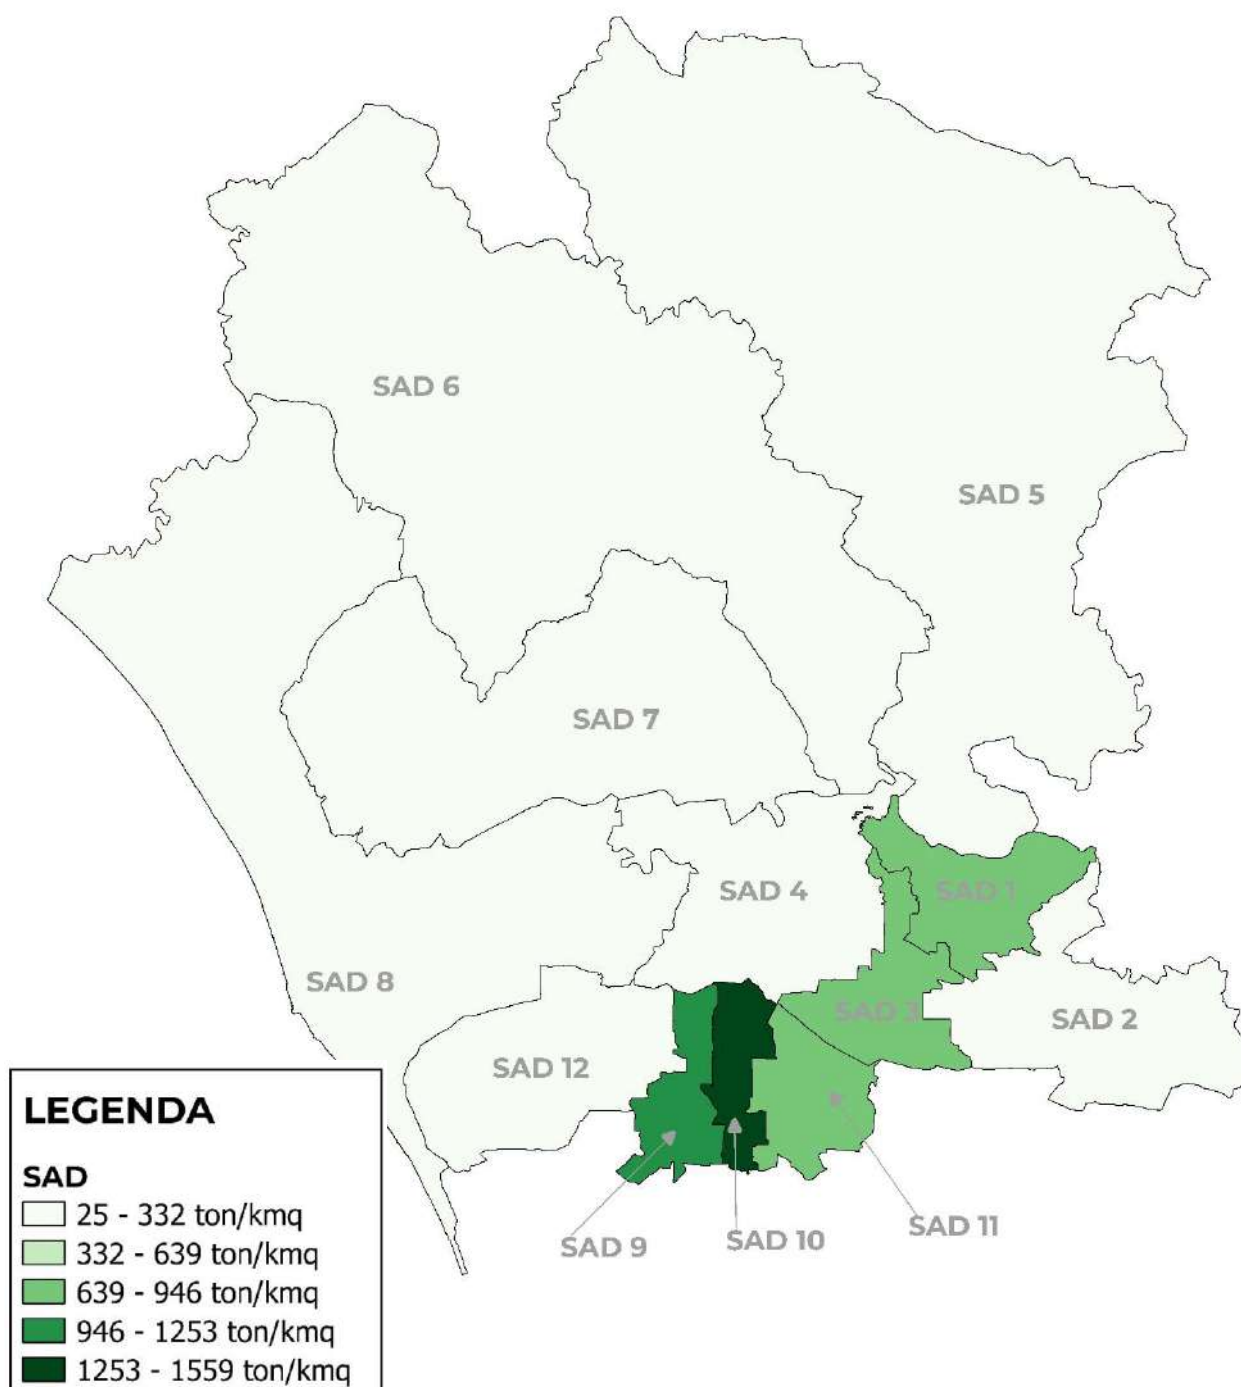 SAD 6
SAD 5
SAD 7
SAD 4
SAD 1
SAD 8
SAD 3
SAD 2
SAD 12
SAD 9
SAD 10
SAD 11
LEGENDA
SAD
25 - 332 ton/kmq
332 - 639 ton/kmq
639 - 946 ton/kmq
946 - 1253 ton/kmq
1253 - 1559 ton/kmq